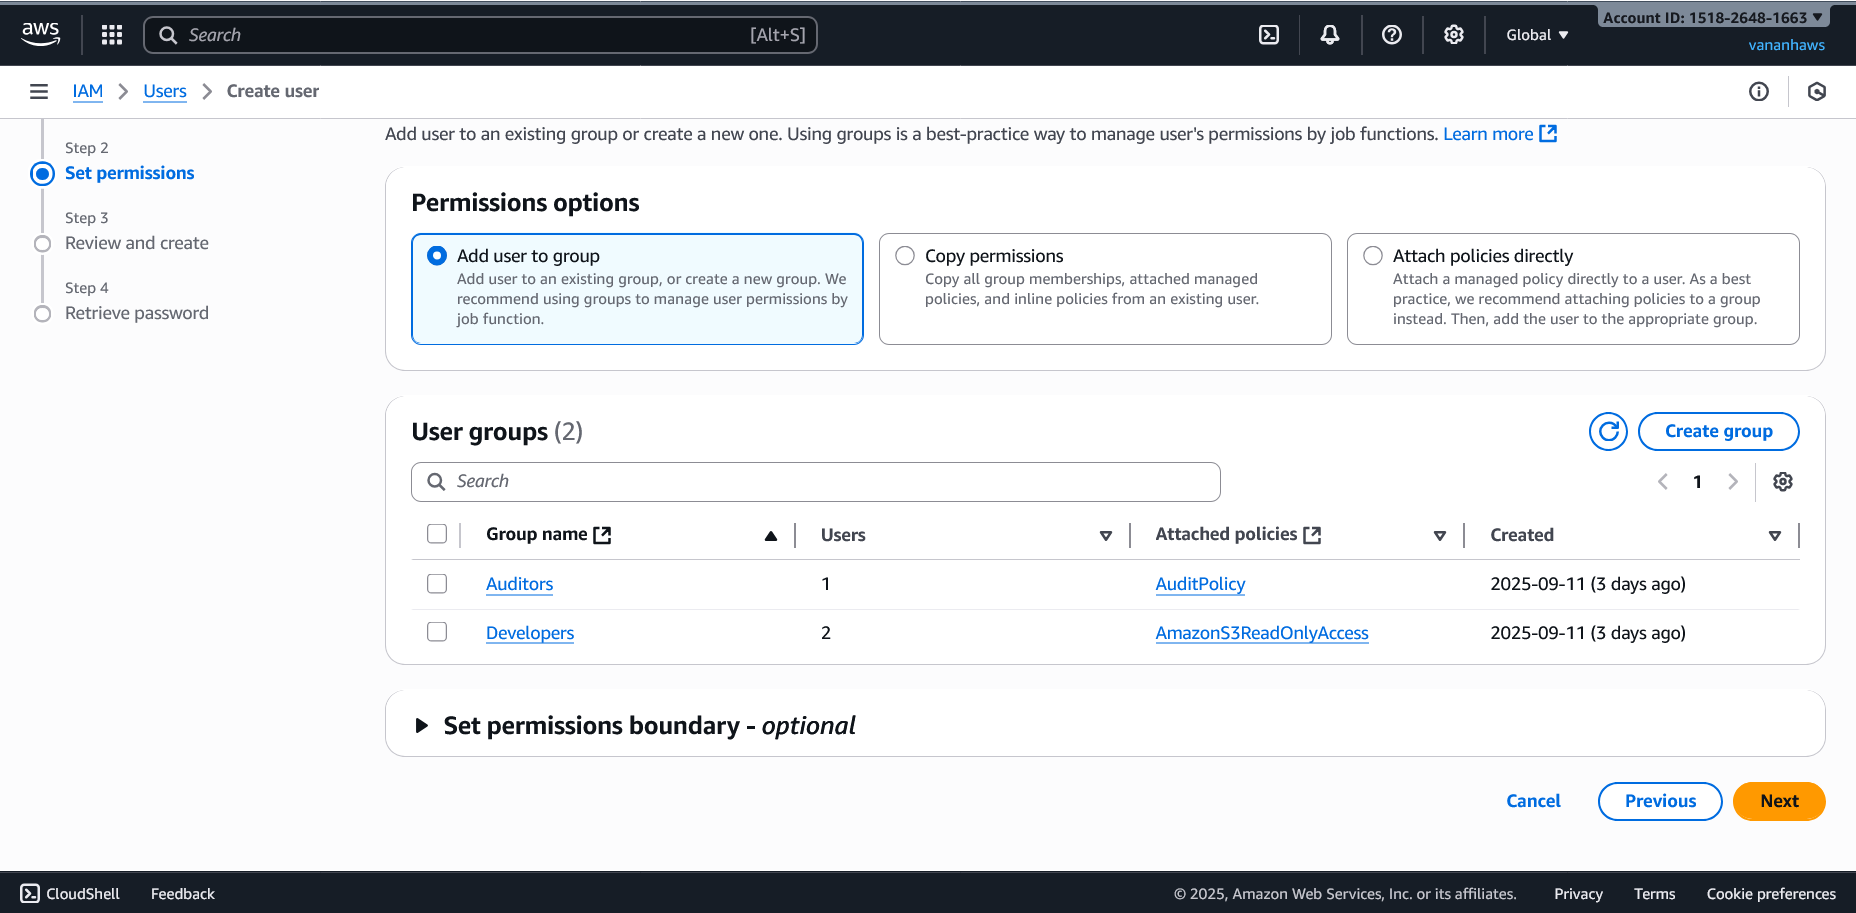 aws
Search [Alt+S]
Global
Account ID: 1518-2648-1663
vananhaws
IAM
Users
Create user
Step 2
Set permissions
Step 3
Review and create
Step 4
Retrieve password
Add user to an existing group or create a new one. Using groups is a best-practice way to manage user's permissions by job functions. Learn more
Permissions options
Add user to group
Add user to an existing group, or create a new group. We
recommend using groups to manage user permissions by
job function.
Copy permissions
Copy all group memberships, attached managed
policies, and inline policies from an existing user.
Attach policies directly
Attach a managed policy directly to a user. As a best
practice, we recommend attaching policies to a group
instead. Then, add the user to the appropriate group.
User groups (2)
Create group
Search
1
Group name Users Attached policies Created
Auditors 1 AuditPolicy 2025-09-11 (3 days ago)
Developers 2 AmazonS3ReadOnlyAccess 2025-09-11 (3 days ago)
Set permissions boundary - optional
Cancel
Previous
Next
CloudShell
Feedback
© 2025, Amazon Web Services, Inc. or its affiliates.
Privacy
Terms
Cookie preferences